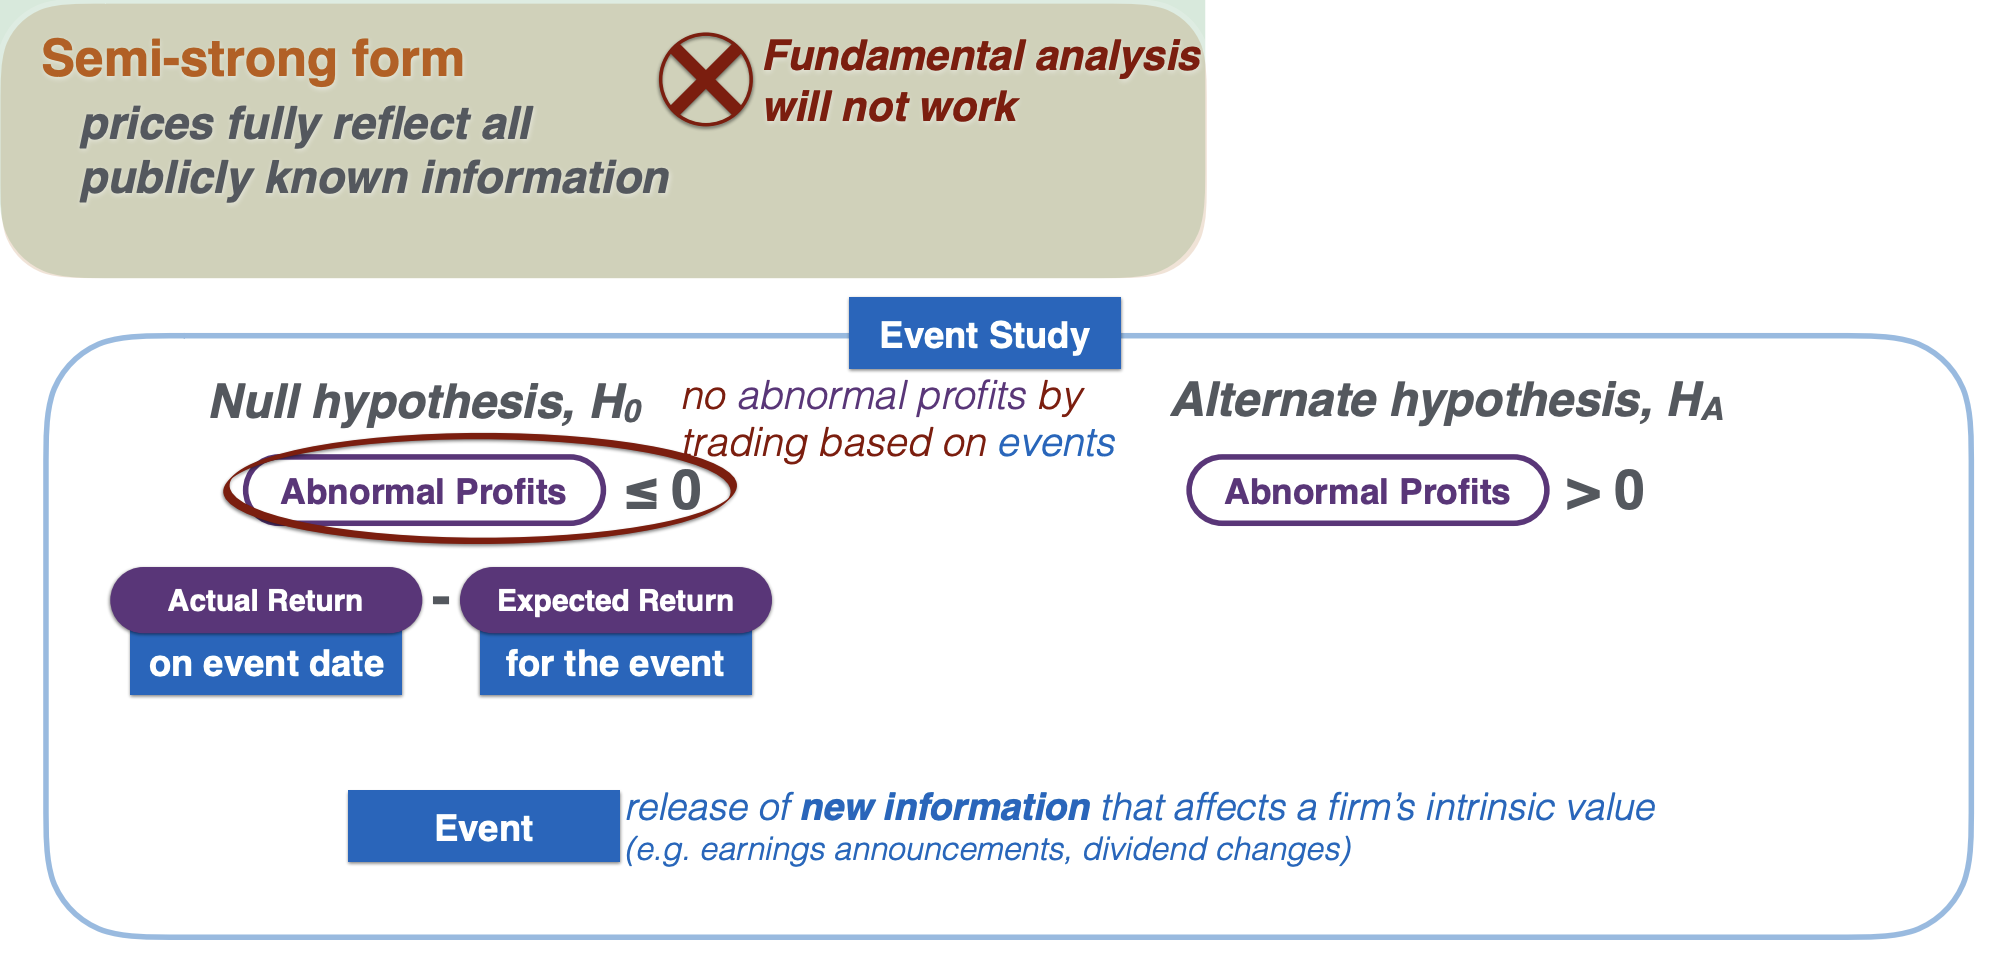 Semi-strong form
prices fully reflect all
publicly known information
Fundamental analysis
will not work
Event Study
Null hypothesis, H0
no abnormal profits by
trading based on events
Abnormal Profits ≤ 0
Alternate hypothesis, HA
Abnormal Profits > 0
Actual Return - Expected Return
on event date
for the event
Event
release of new information that affects a firm's intrinsic value
(e.g. earnings announcements, dividend changes)